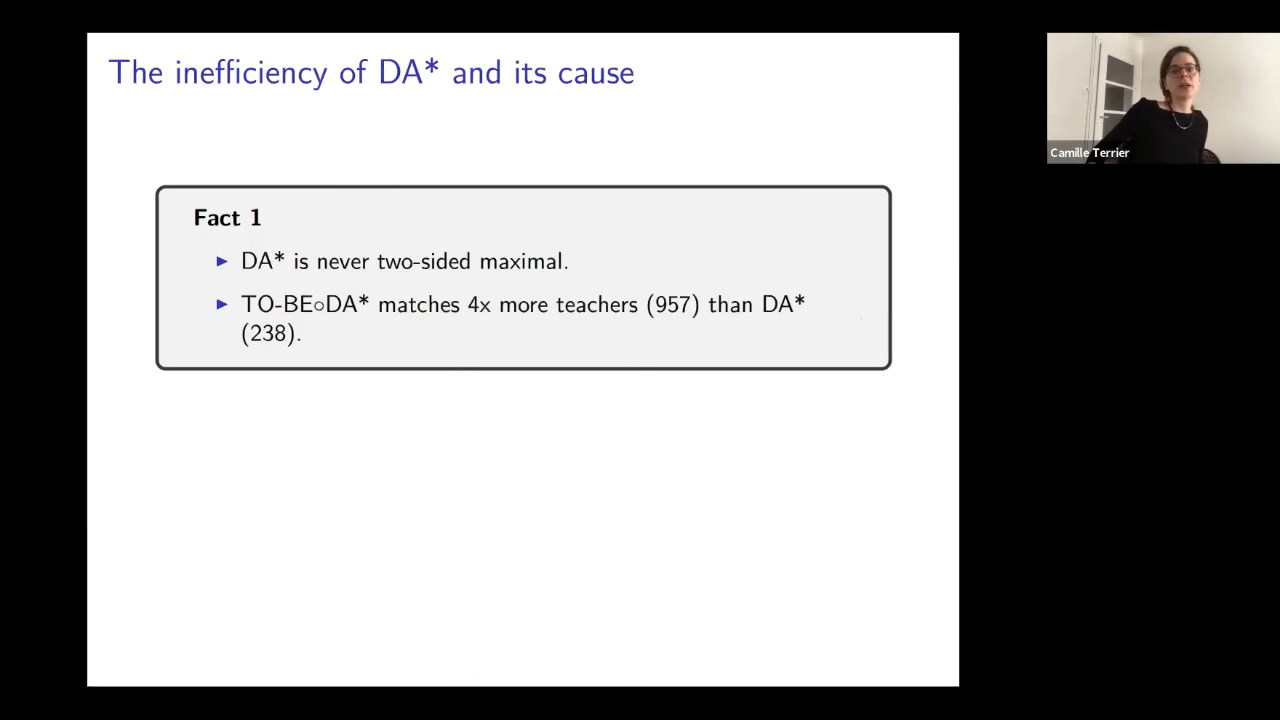 The inefficiency of DA* and its cause
Camille Terrier
Fact 1
▶ DA* is never two-sided maximal.
▶ TO-BE∘DA* matches 4x more teachers (957) than DA*
(238).